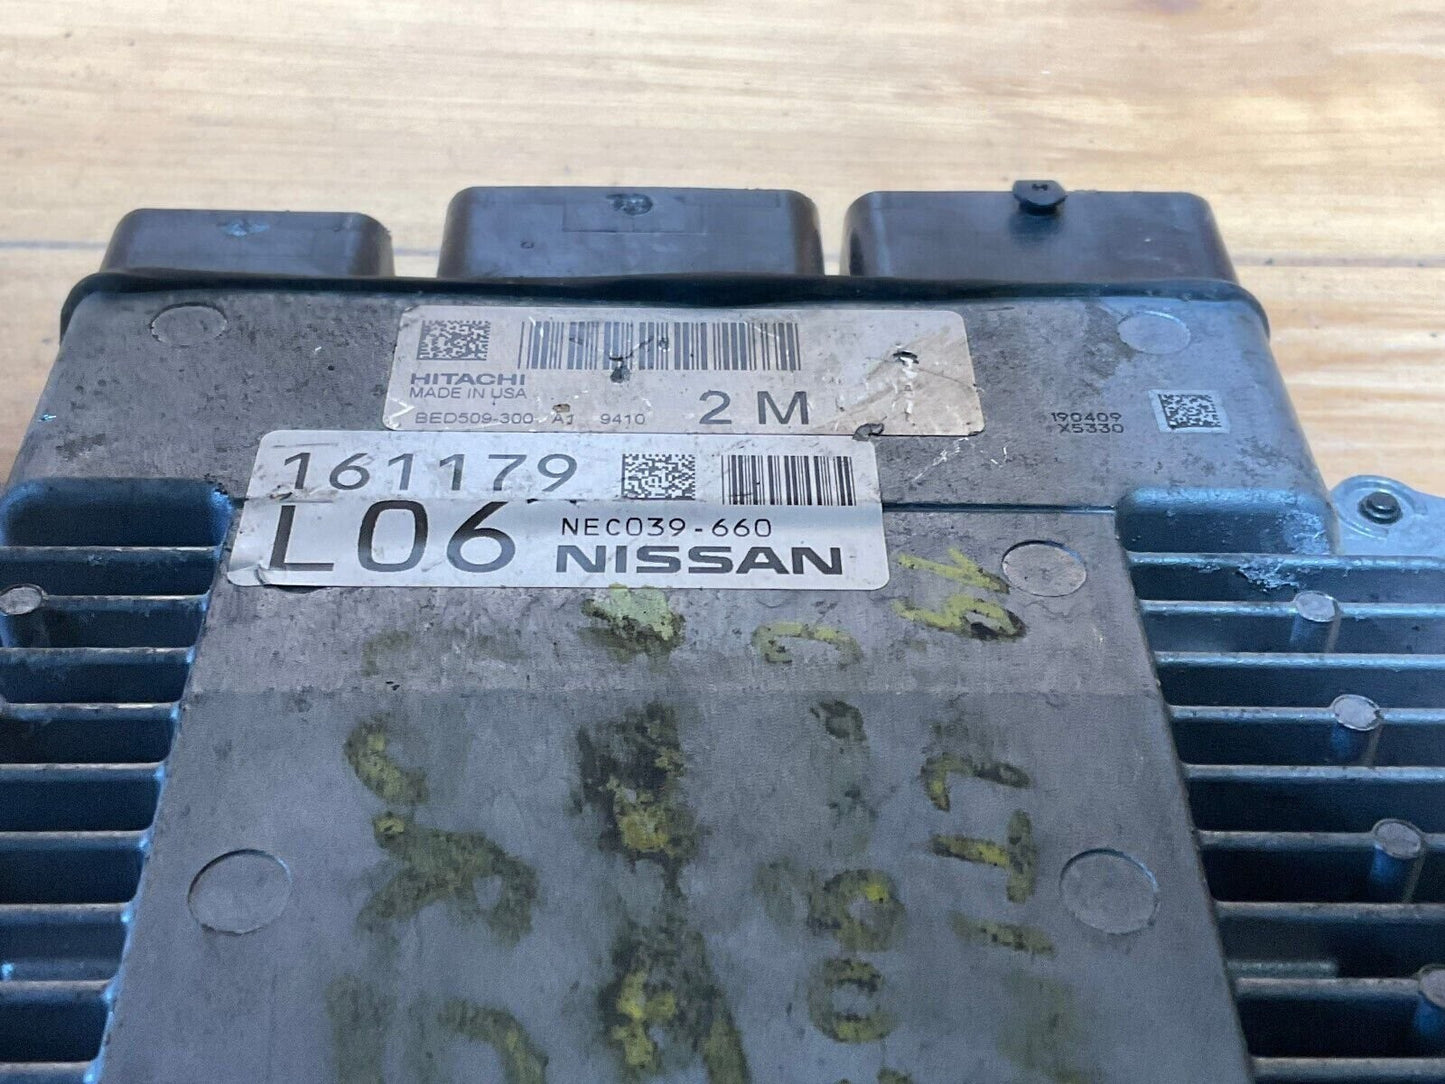 HITACHI
MADE IN USA
BED509-300 A1 9410
2 M
190409
X5330
161179
L06
NEC039-660
NISSAN